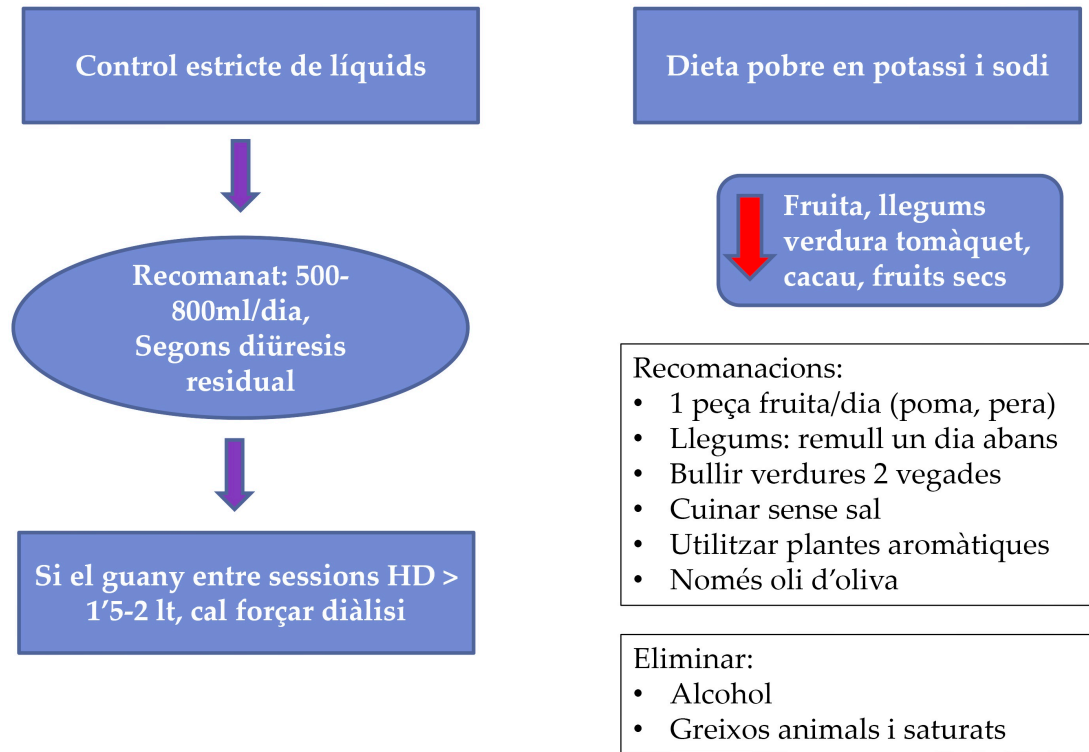 Control estricte de líquids
Recomanat: 500-
800ml/dia,
Segons diüresis
residual
Si el guany entre sessions HD >
1’5-2 lt, cal forçar diàlisi
Dieta pobre en potassi i sodi
Fruita, llegums
verdura tomàquet,
cacau, fruits secs
Recomanacions:
• 1 peça fruita/dia (poma, pera)
• Llegums: remull un dia abans
• Bullir verdures 2 vegades
• Cuinar sense sal
• Utilitzar plantes aromàtiques
• Només oli d’oliva
Eliminar:
• Alcohol
• Greixos animals i saturats